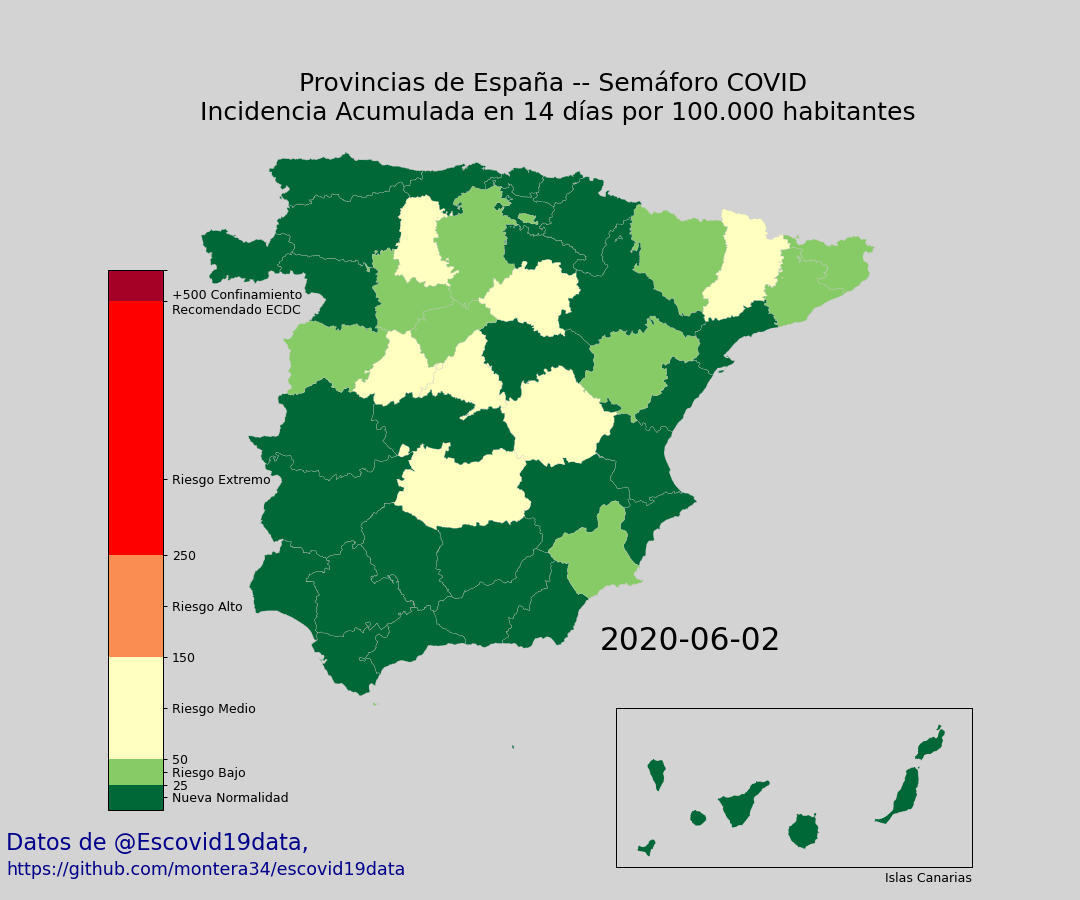 Provincias de España -- Semáforo COVID
Incidencia Acumulada en 14 días por 100.000 habitantes
+500 Confinamiento
Recomendado ECDC
Riesgo Extremo
250
Riesgo Alto
150
Riesgo Medio
50
Riesgo Bajo
25
Nueva Normalidad
2020-06-02
Islas Canarias
Datos de @Escovid19data,
https://github.com/montera34/escovid19data